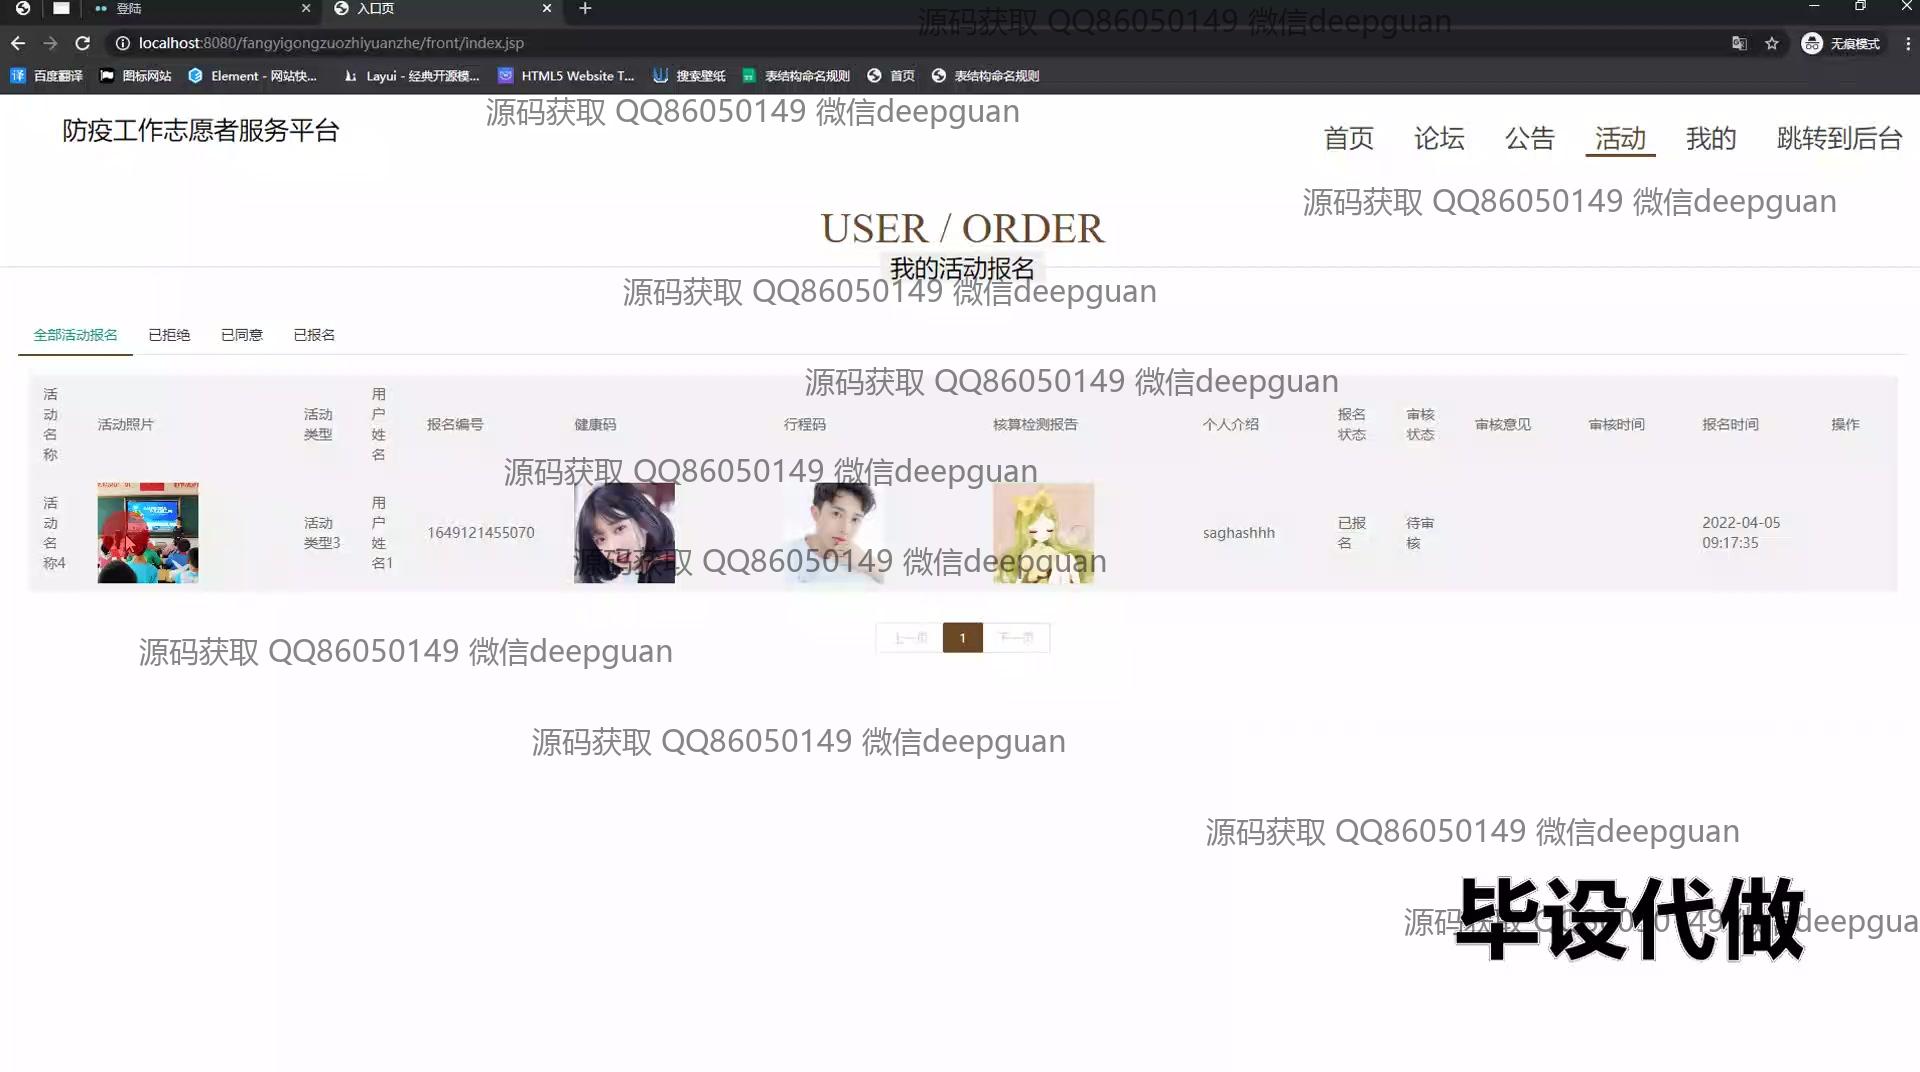 登陆
入口页
源码获取 QQ86050149 微信deepguan
localhost:8080/fangyigongzuozhiyuanzhe/front/index.jsp
无痕模式
译 百度翻译
图标网站
Element - 网站快...
Layui - 经典开源模...
HTML5 Website T...
搜索壁纸
表结构命名规则
首页
表结构命名规则
源码获取 QQ86050149 微信deepguan
防疫工作志愿者服务平台
首页 论坛 公告 活动 我的 跳转到后台
源码获取 QQ86050149 微信deepguan
USER / ORDER
我的活动报名
源码获取 QQ86050149 微信deepguan
全部活动报名 已拒绝 已同意 已报名
源码获取 QQ86050149 微信deepguan
活动名称 活动照片 活动类型 用户姓名 报名编号 健康码 行程码 核算检测报告 个人介绍 报名状态 审核状态 审核意见 审核时间 报名时间 操作
源码获取 QQ86050149 微信deepguan
活动名称4 活动类型3 用户姓名1 1649121455070 saghashhh 已报名 待审核 2022-04-05 09:17:35
源码获取 QQ86050149 微信deepguan
上一页 1 下一页
源码获取 QQ86050149 微信deepguan
源码获取 QQ86050149 微信deepguan
源码获取 QQ86050149 微信deepguan
毕设代做
源码获取 QQ86050149 微信deepgua